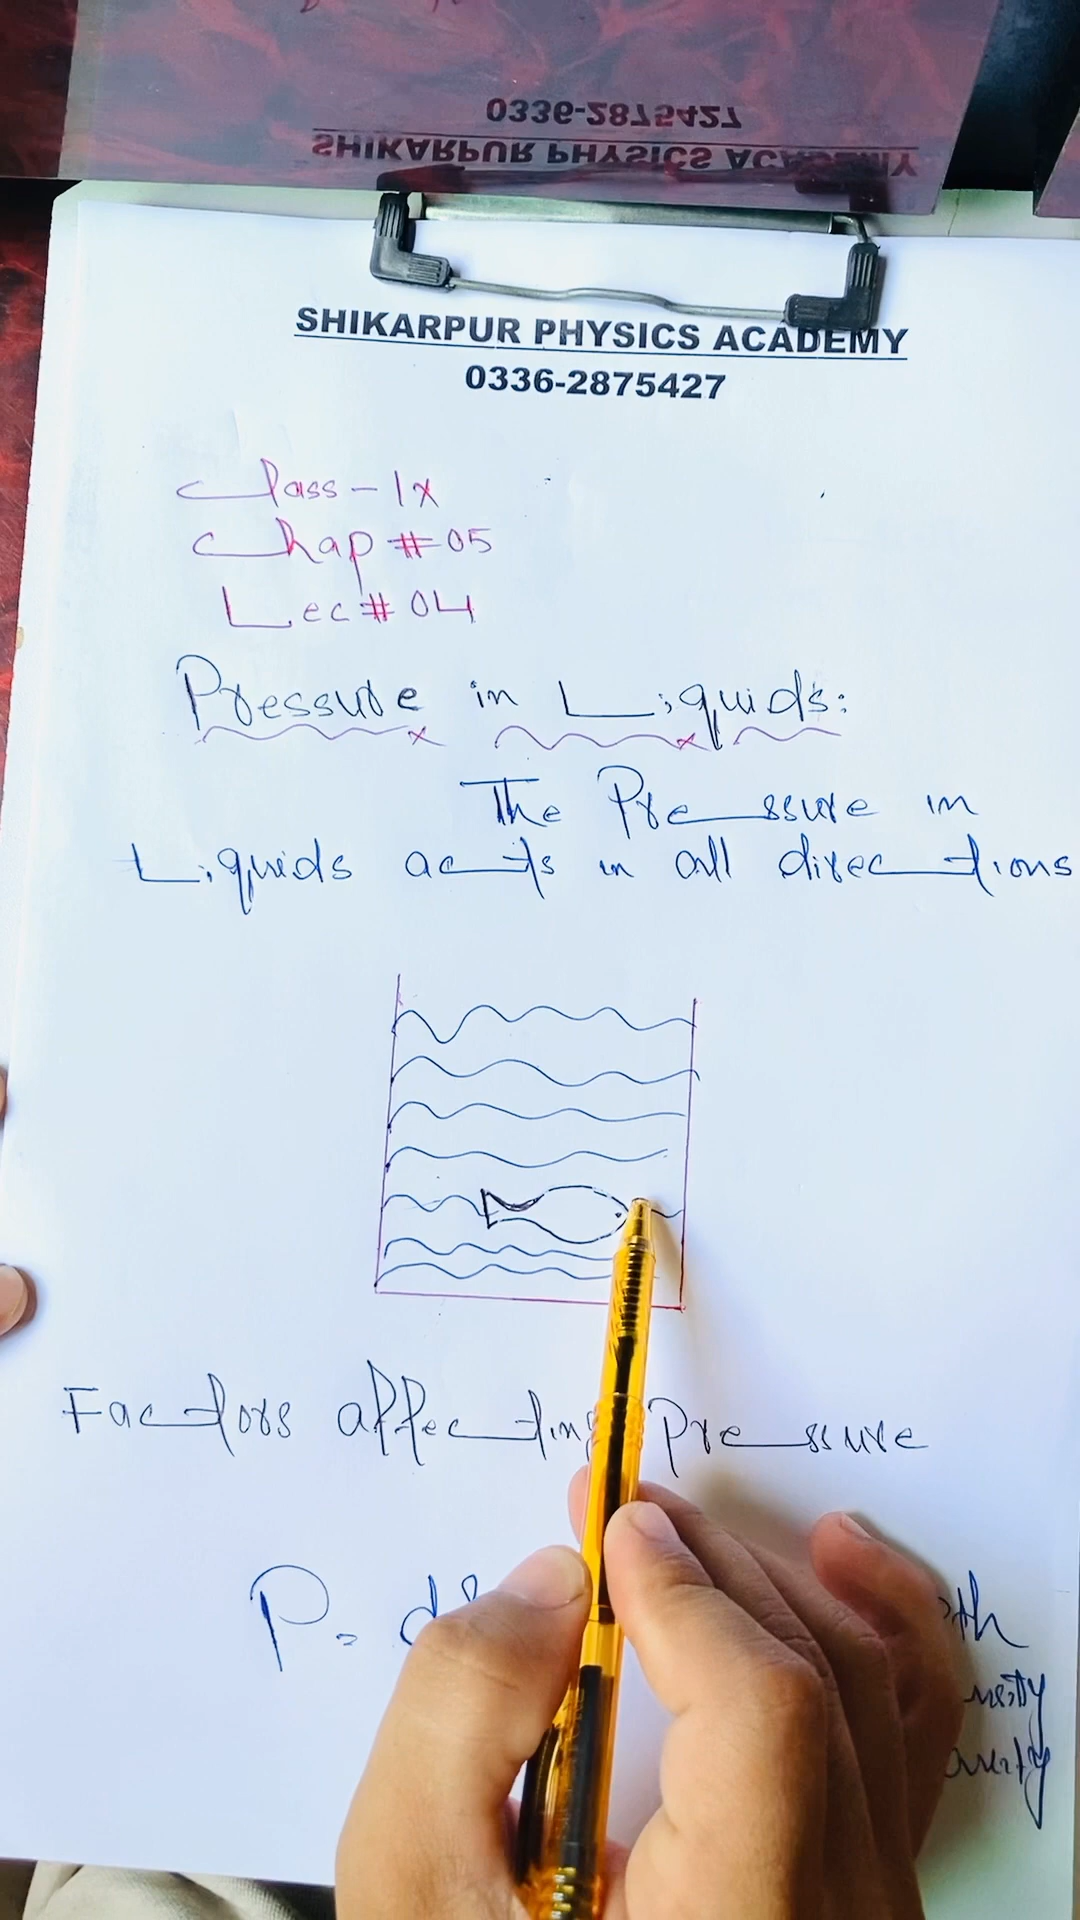 0336-2875427
SHIKARPUR PHYSICS ACADEMY
SHIKARPUR PHYSICS ACADEMY
0336-2875427
Class-IX
Chap # 05
Lec # 04
Pressure in Liquids:
The Pressure in
Liquids acts in all directions
Factors affecting Pressure
P =